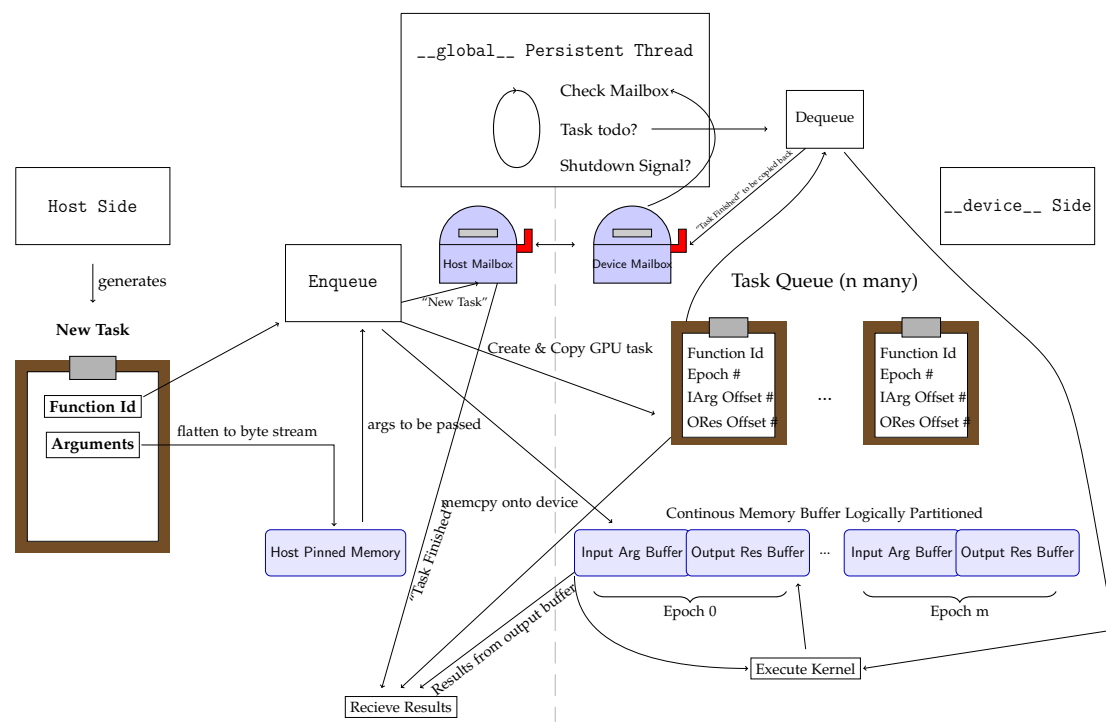 __global__ Persistent Thread
Check Mailbox
Task todo?
Shutdown Signal?
Dequeue
"Task Finished" to be copied back
Host Side
__device__ Side
generates
Host Mailbox
Device Mailbox
Enqueue
"New Task"
Task Queue (n many)
New Task
Function Id
Arguments
flatten to byte stream
args to be passed
Create & Copy GPU task
Function Id
Epoch #
IArg Offset #
ORes Offset #
...
Function Id
Epoch #
IArg Offset #
ORes Offset #
memcpy onto device
"Task Finished"
Continous Memory Buffer Logically Partitioned
Host Pinned Memory
Input Arg Buffer
Output Res Buffer
...
Input Arg Buffer
Output Res Buffer
Epoch 0
Epoch m
Results from output buffer
Execute Kernel
Recieve Results